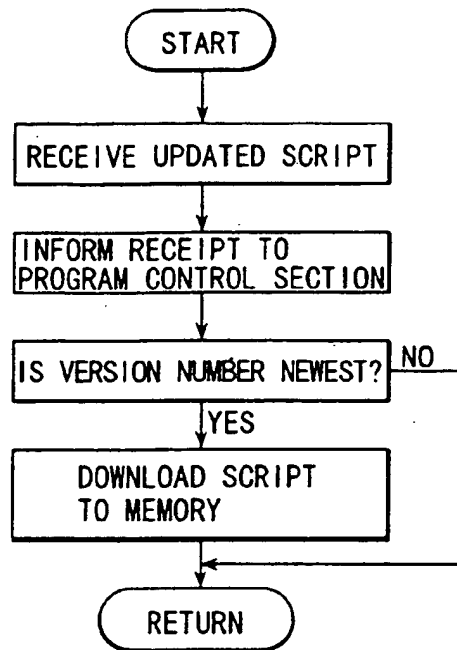 START
RECEIVE UPDATED SCRIPT
INFORM RECEIPT TO
PROGRAM CONTROL SECTION
IS VERSION NUMBER NEWEST?
NO
YES
DOWNLOAD SCRIPT
TO MEMORY
RETURN